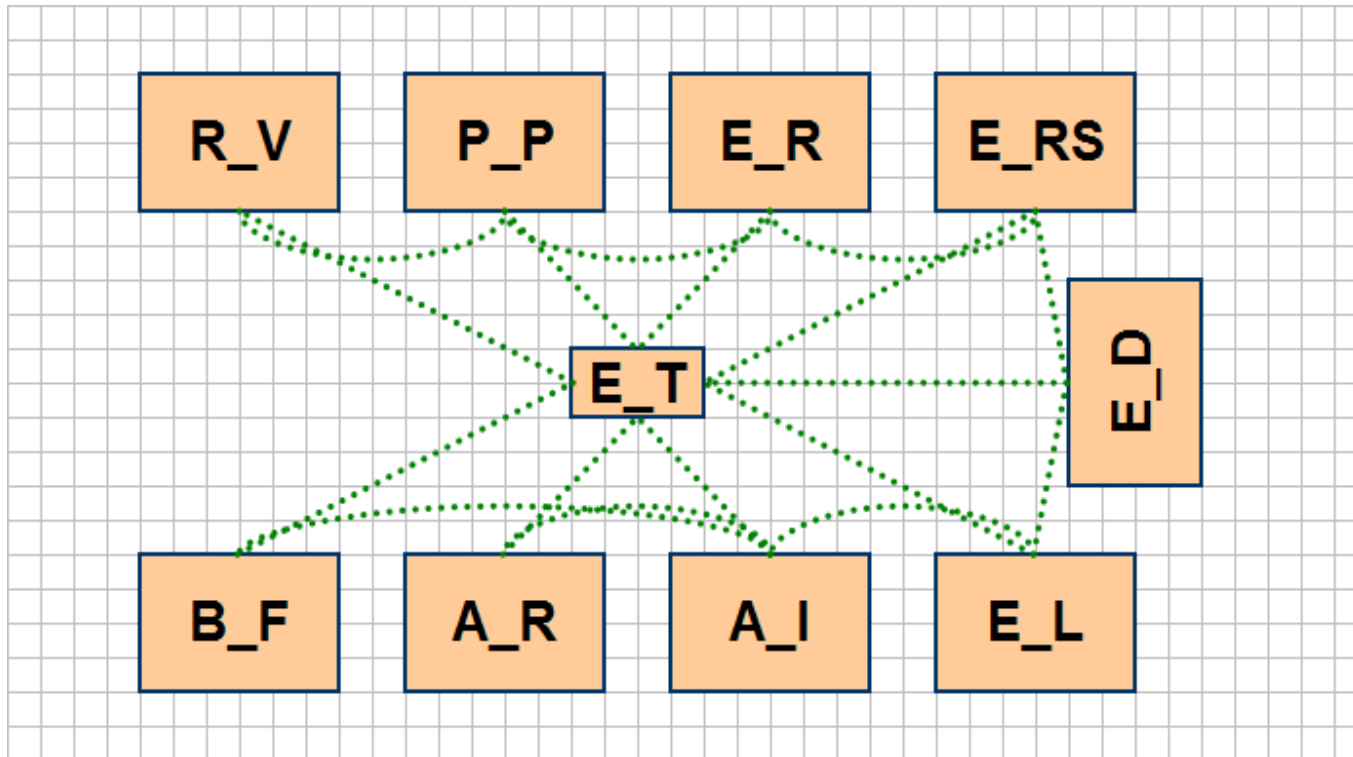 R_V
P_P
E_R
E_RS
E_T
E_D
B_F
A_R
A_I
E_L